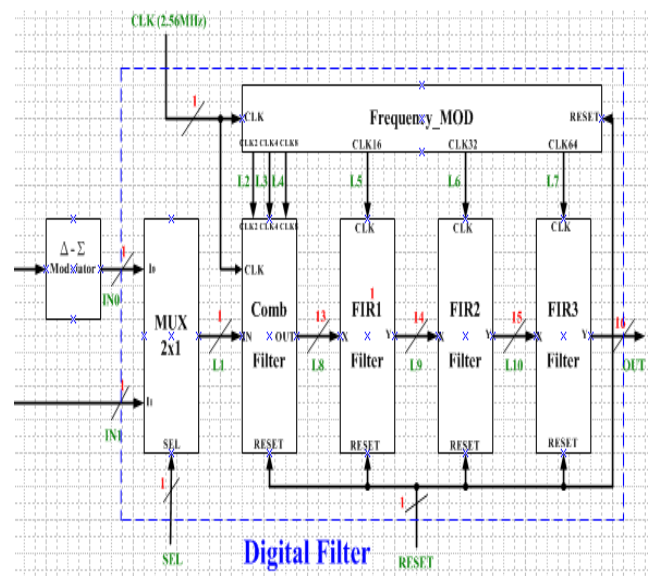 CLK (2.56MHz)
1
CLK
Frequency_MOD
RESET
CLK2 CLK4 CLK8
CLK16
CLK32
CLK64
L2
L3
L4
L5
L6
L7
CLK2 CLK4 CLK8
CLK
CLK
CLK
Δ-Σ
Modulator
1
I0
IN0
CLK
MUX
2x1
1
IN
L1
Comb
OUT
Filter
13
X
L8
1
FIR1
Filter
Y
14
X
L9
FIR2
Filter
Y
15
X
L10
FIR3
Filter
Y
16
OUT
1
I1
IN1
SEL
RESET
RESET
RESET
RESET
1
SEL
1
RESET
Digital Filter